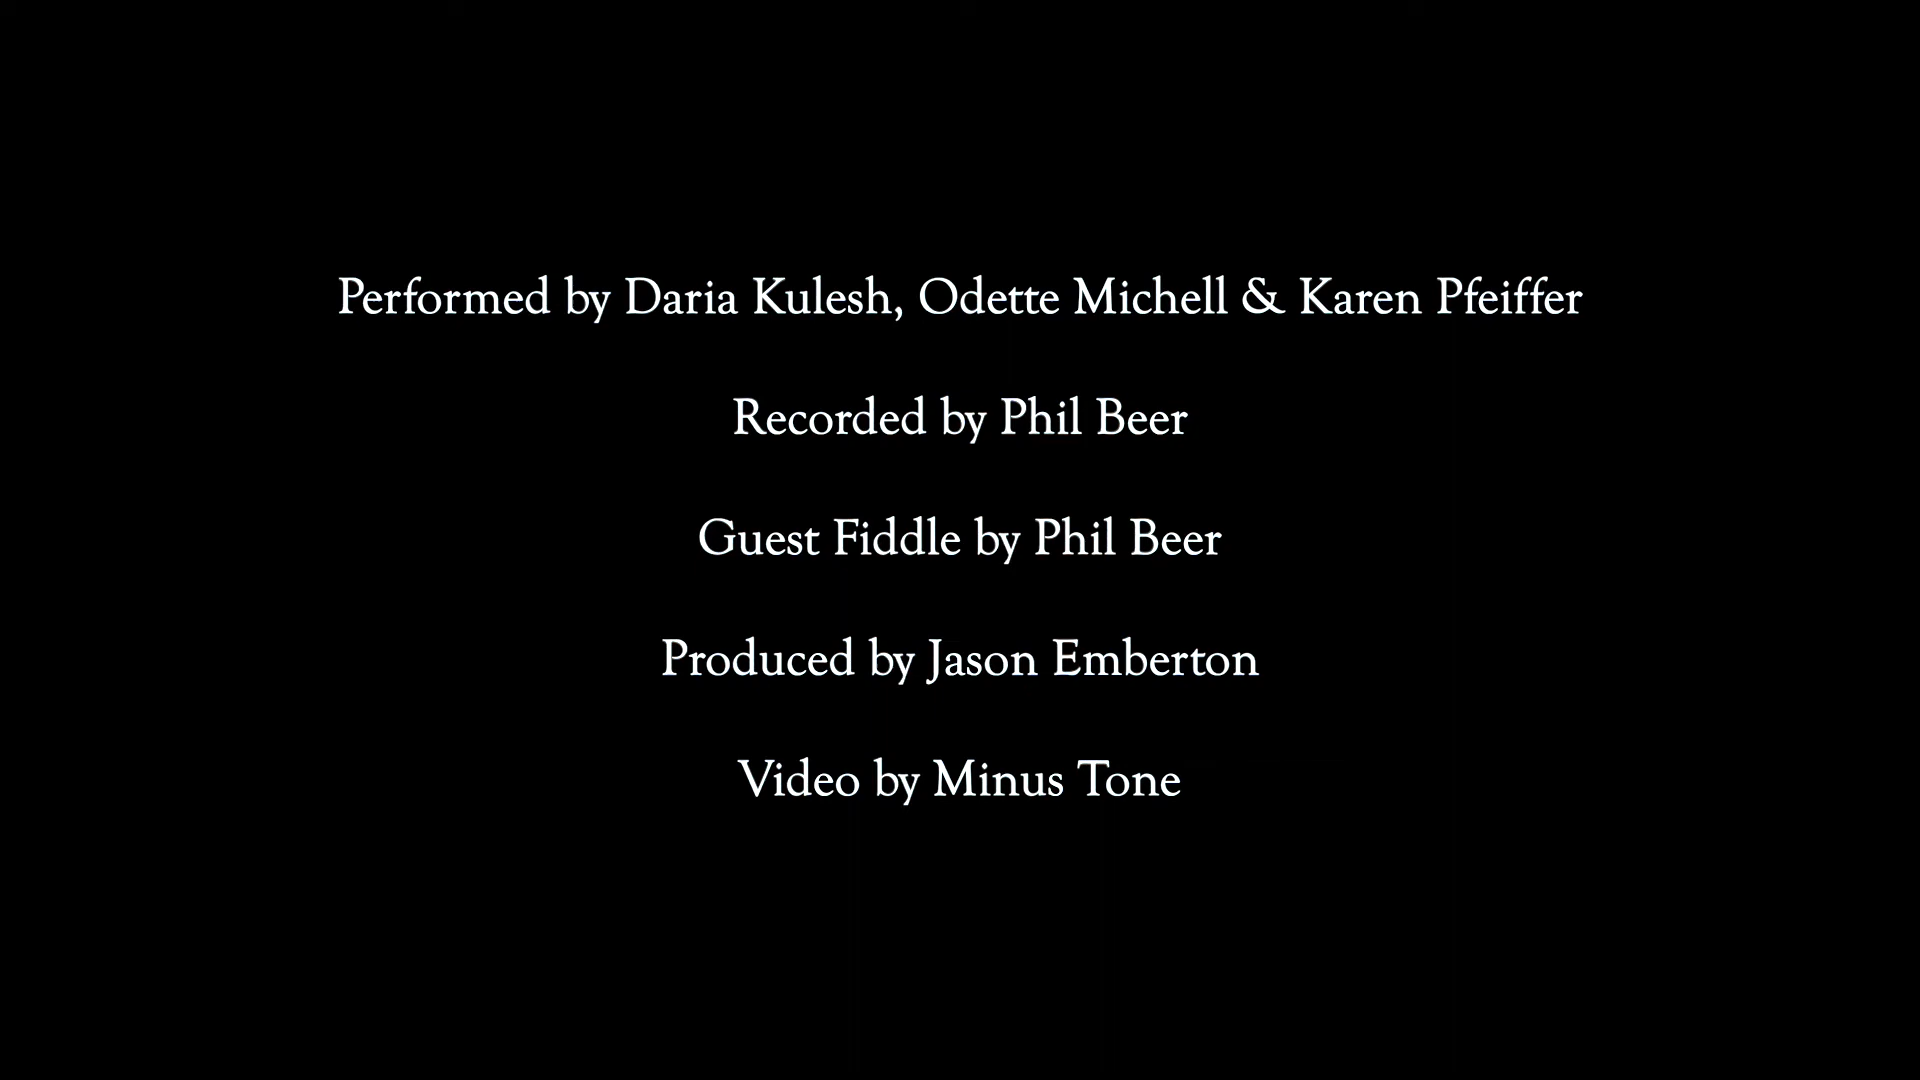 Performed by Daria Kulesh, Odette Michell & Karen Pfeiffer
Recorded by Phil Beer
Guest Fiddle by Phil Beer
Produced by Jason Emberton
Video by Minus Tone